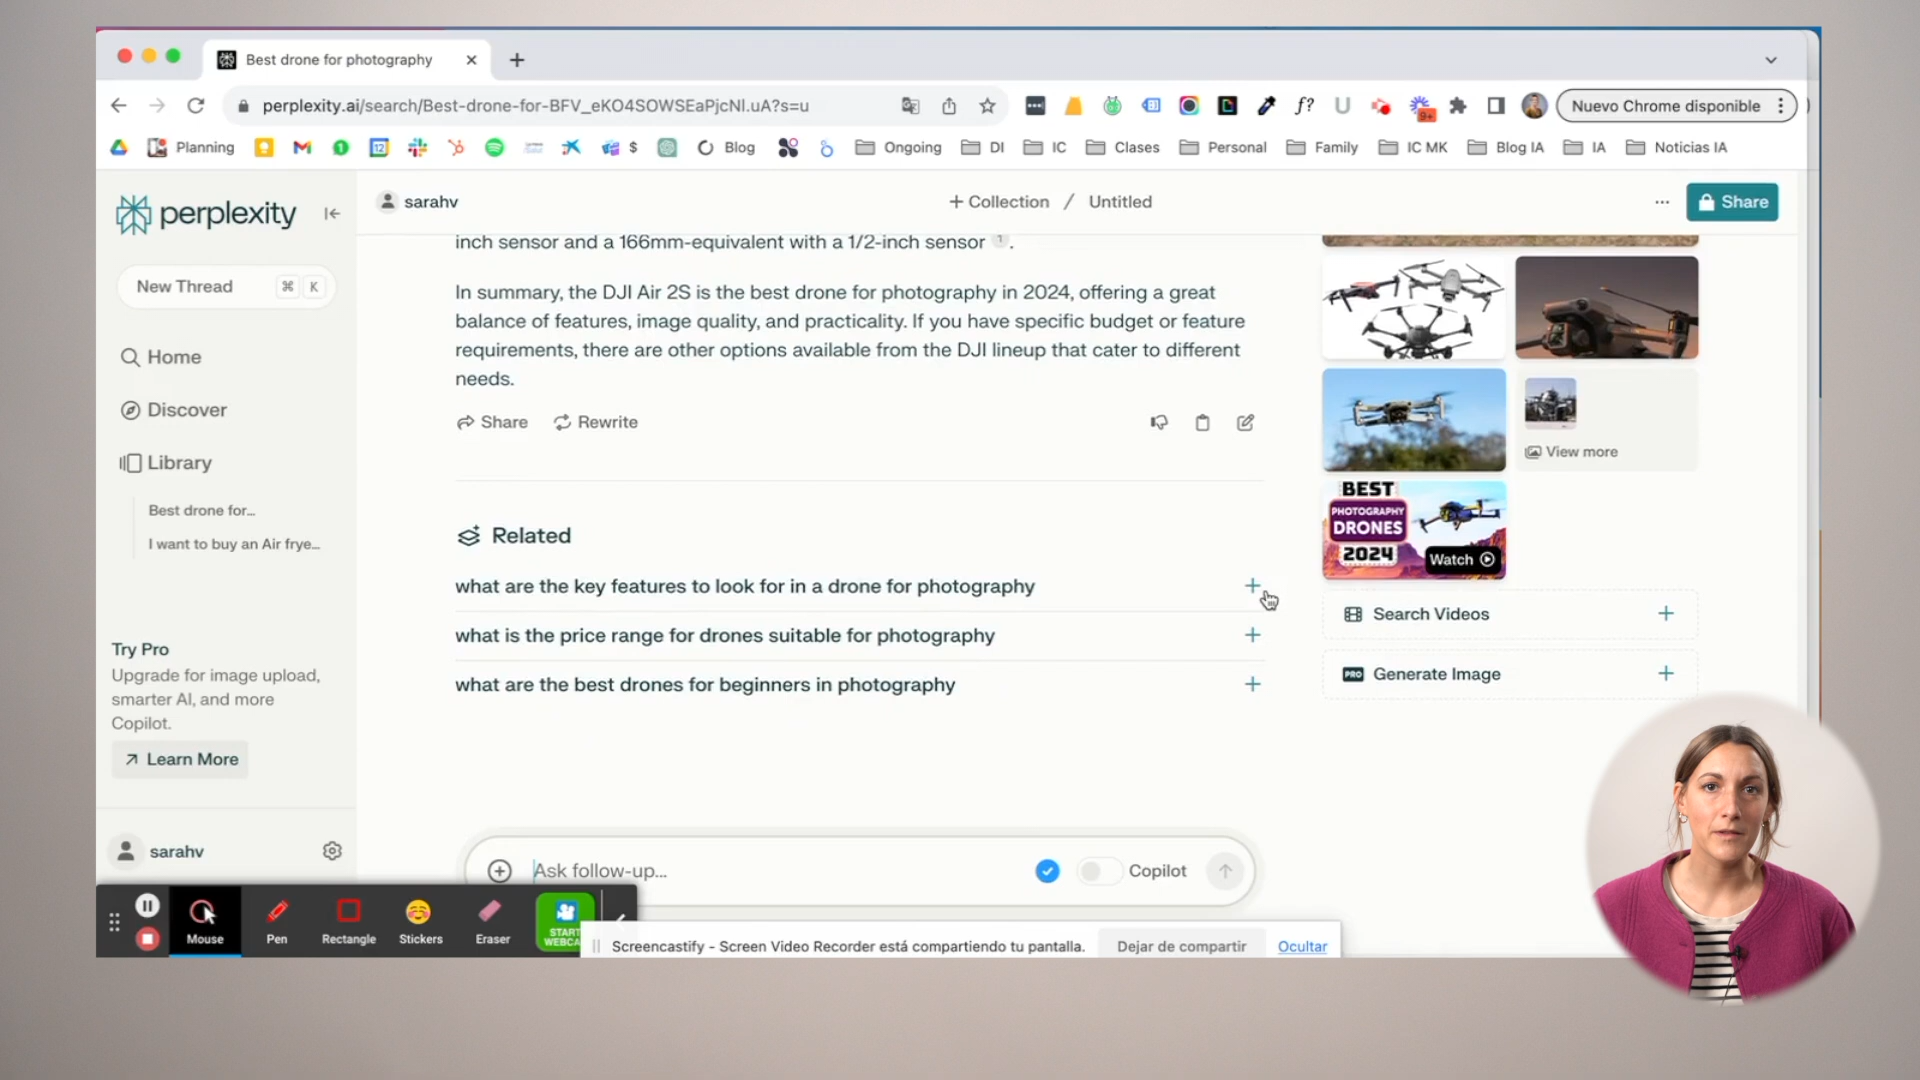 Best drone for photography
perplexity.ai/search/Best-drone-for-BFV_eKO4SOWSEaPjcNl.uA?s=u
f?
U
9+
Nuevo Chrome disponible
Planning
1
12
$
Blog
Ongoing
DI
IC
Clases
Personal
Family
IC MK
Blog IA
IA
Noticias IA
perplexity
sarahv
+ Collection / Untitled
...
Share
New Thread
⌘ K
Home
Discover
Library
Best drone for...
I want to buy an Air frye...
Try Pro
Upgrade for image upload,
smarter AI, and more
Copilot.
Learn More
sarahv
inch sensor and a 166mm-equivalent with a 1/2-inch sensor 1 .
In summary, the DJI Air 2S is the best drone for photography in 2024, offering a great
balance of features, image quality, and practicality. If you have specific budget or feature
requirements, there are other options available from the DJI lineup that cater to different
needs.
Share
Rewrite
Related
what are the key features to look for in a drone for photography
what is the price range for drones suitable for photography
what are the best drones for beginners in photography
View more
BEST
PHOTOGRAPHY
DRONES
2024
Watch
Search Videos
PRO
Generate Image
Ask follow-up...
Copilot
Mouse
Pen
Rectangle
Stickers
Eraser
START
WEBCA
Screencastify - Screen Video Recorder está compartiendo tu pantalla.
Dejar de compartir
Ocultar